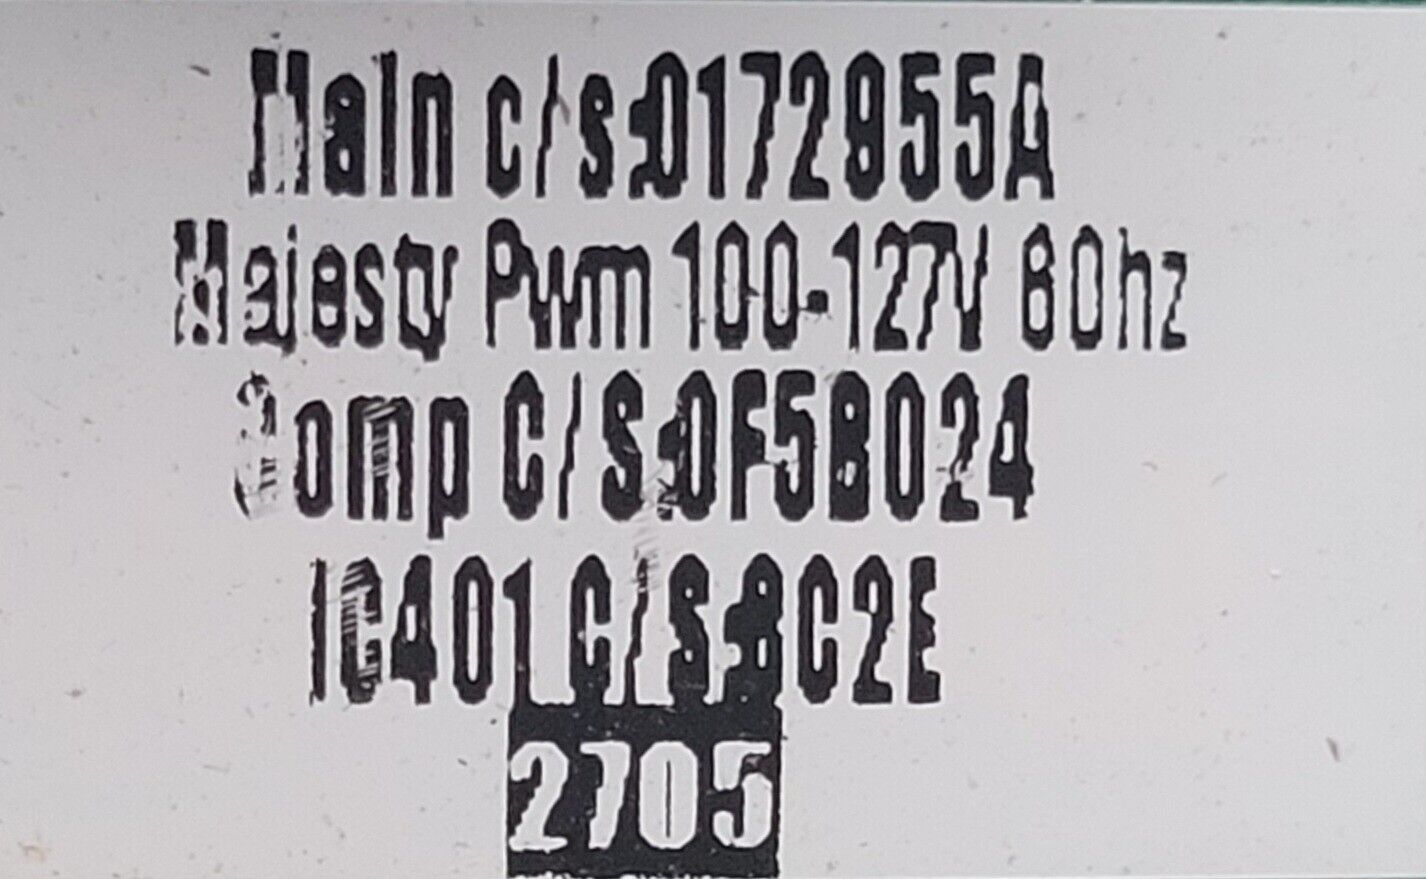 Main c/s:0172955A
Majesty Pwm 100-127V 60hz
Comp C/S:0F5B024
IC401 C/S:8C2E
2705